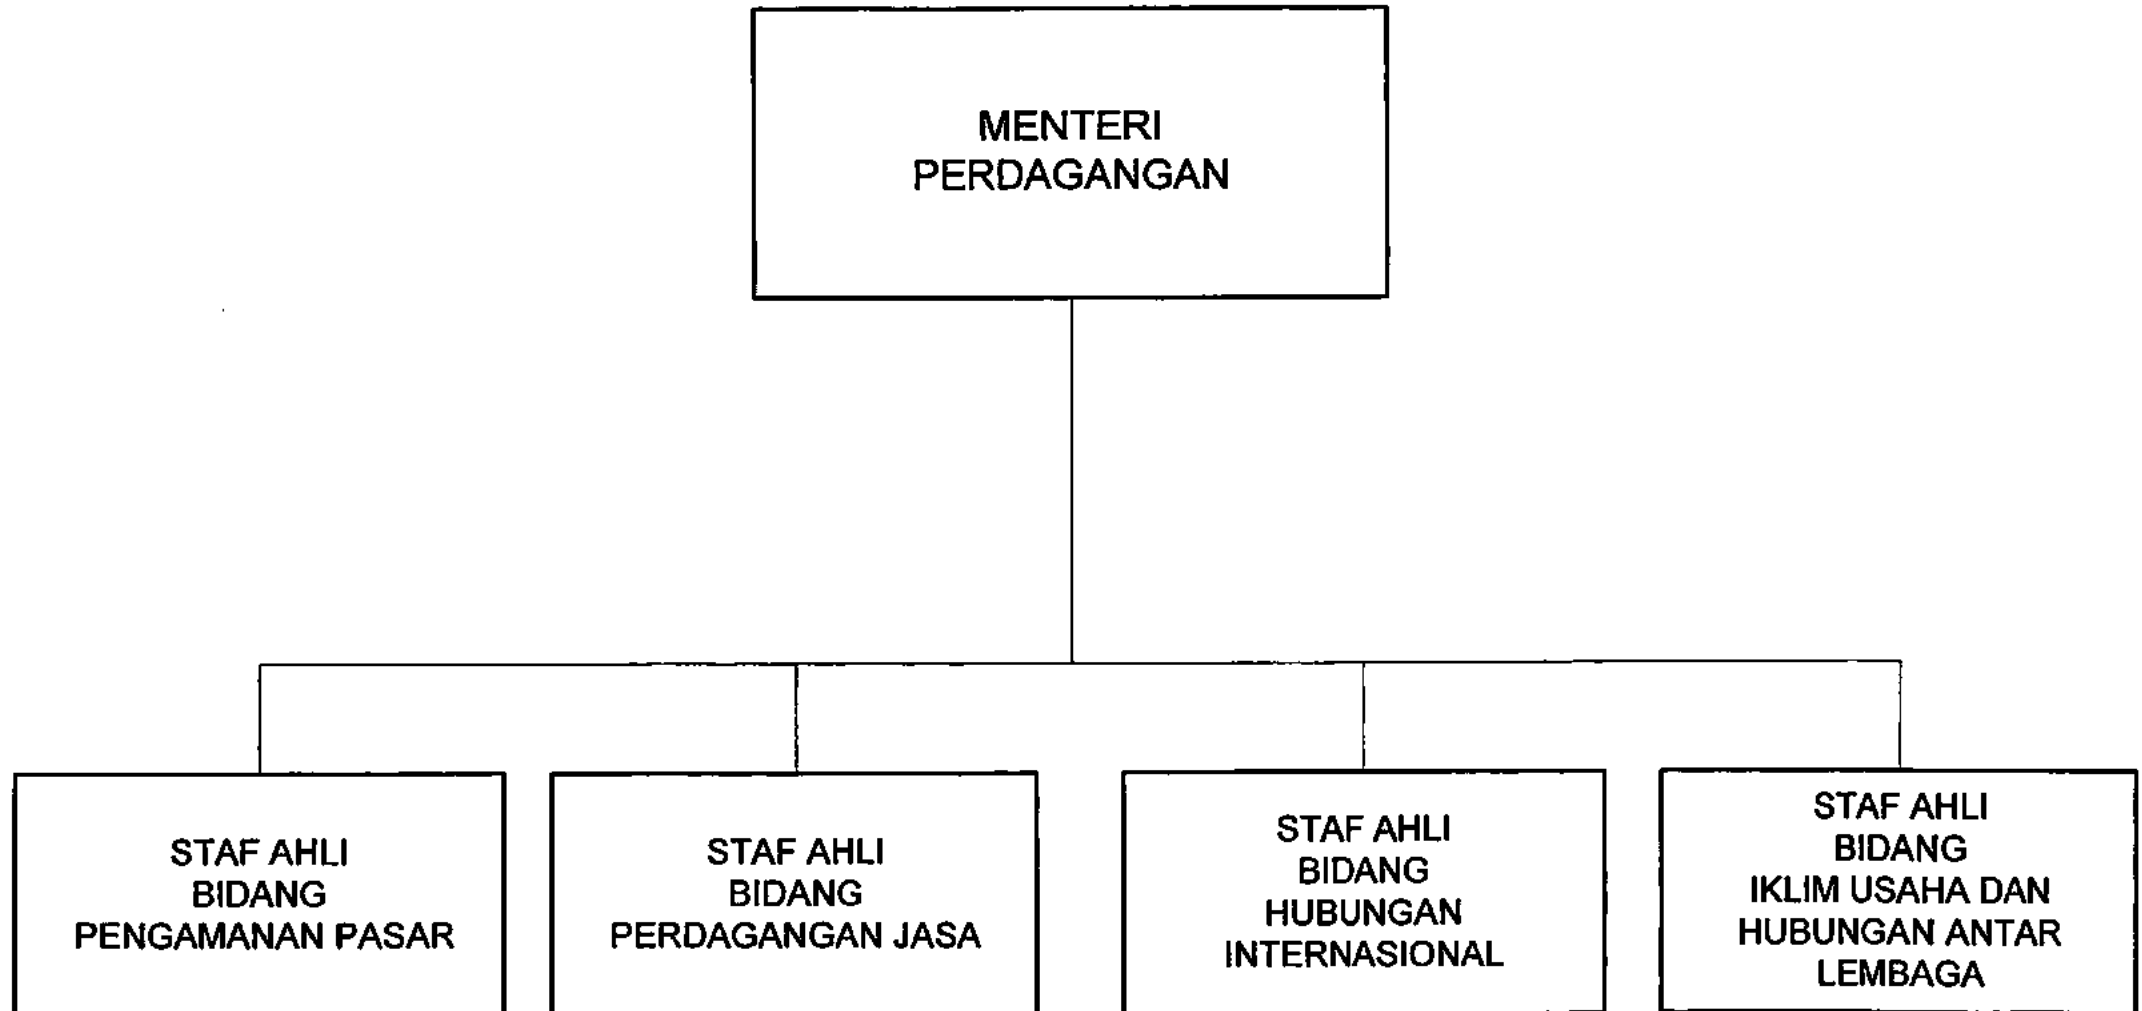 MENTERI
PERDAGANGAN
STAF AHLI
BIDANG
PENGAMANAN PASAR
STAF AHLI
BIDANG
PERDAGANGAN JASA
STAF AHLI
BIDANG
HUBUNGAN
INTERNASIONAL
STAF AHLI
BIDANG
IKLIM USAHA DAN
HUBUNGAN ANTAR
LEMBAGA